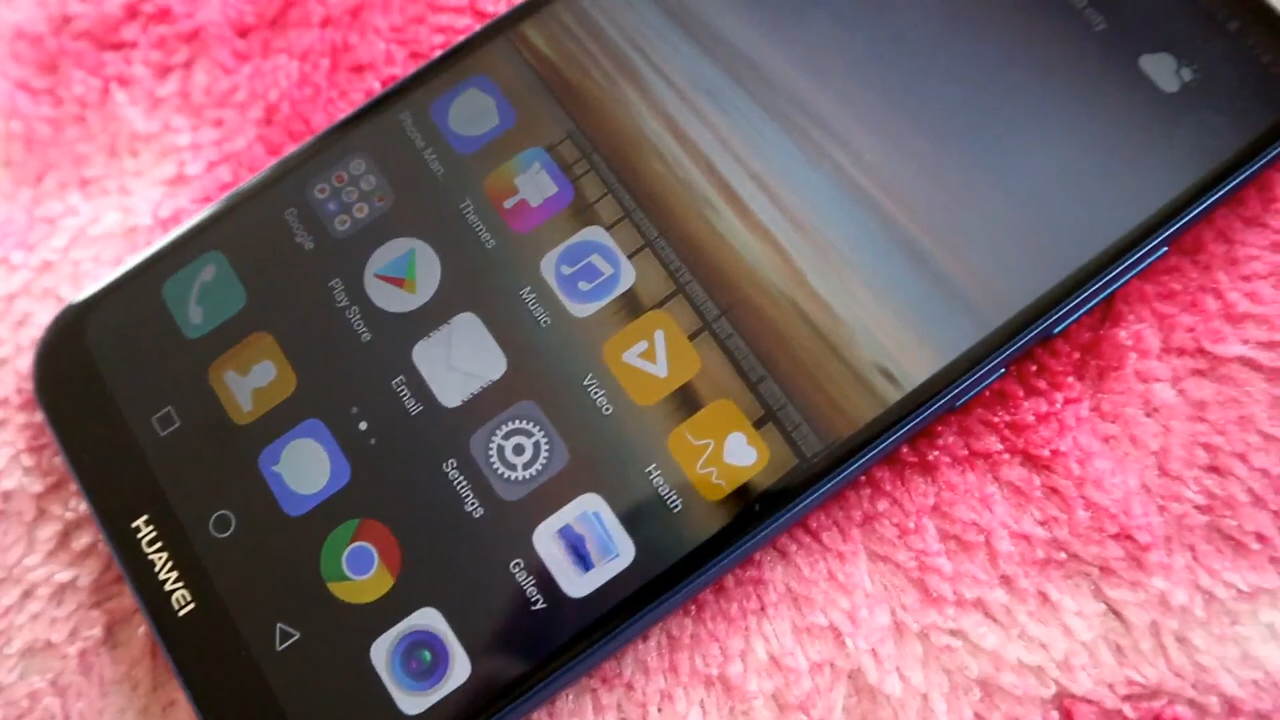 Phone Man...
Themes
Music
Video
Health
Google
Play Store
Email
Settings
Gallery
HUAWEI